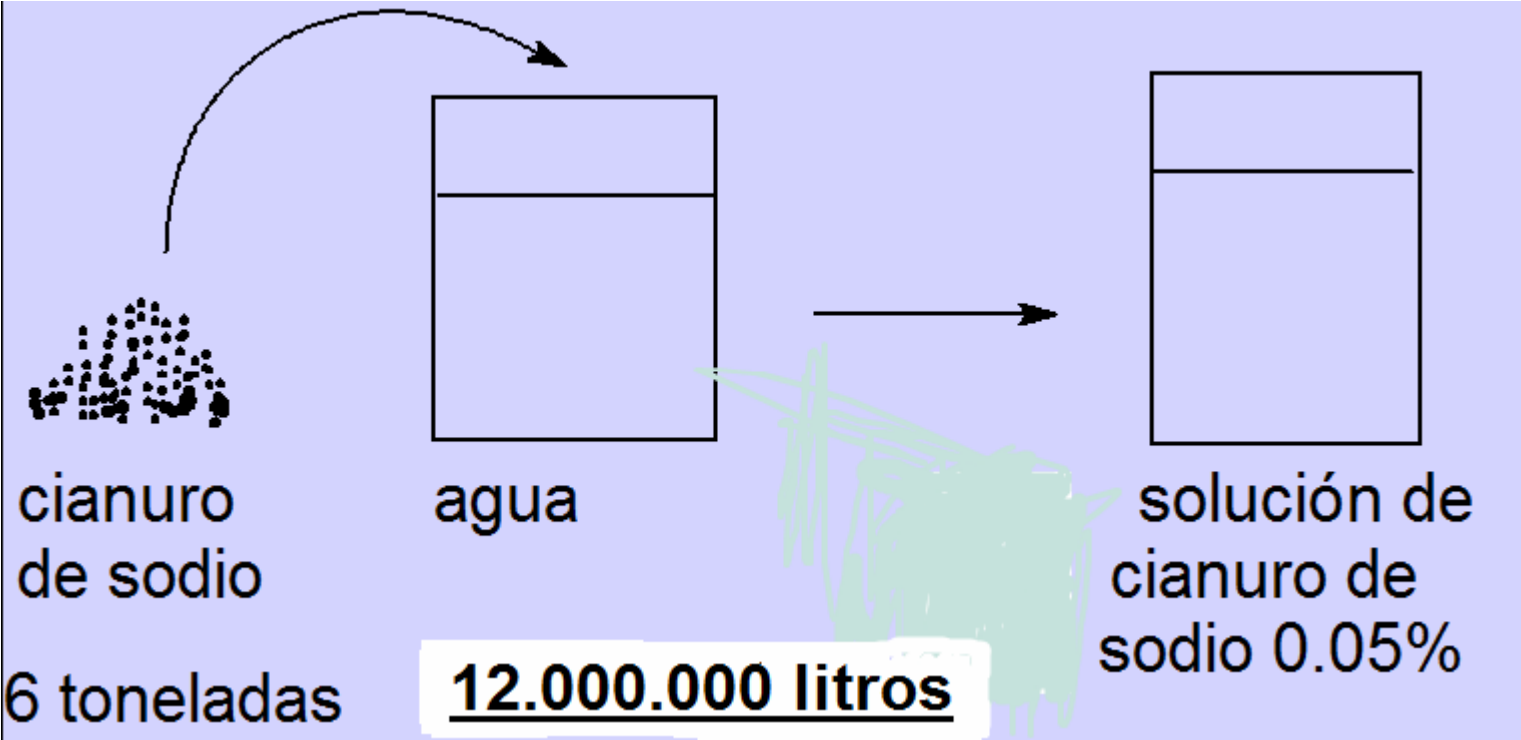 cianuro
de sodio
6 toneladas
agua
12.000.000 litros
solución de
cianuro de
sodio 0.05%